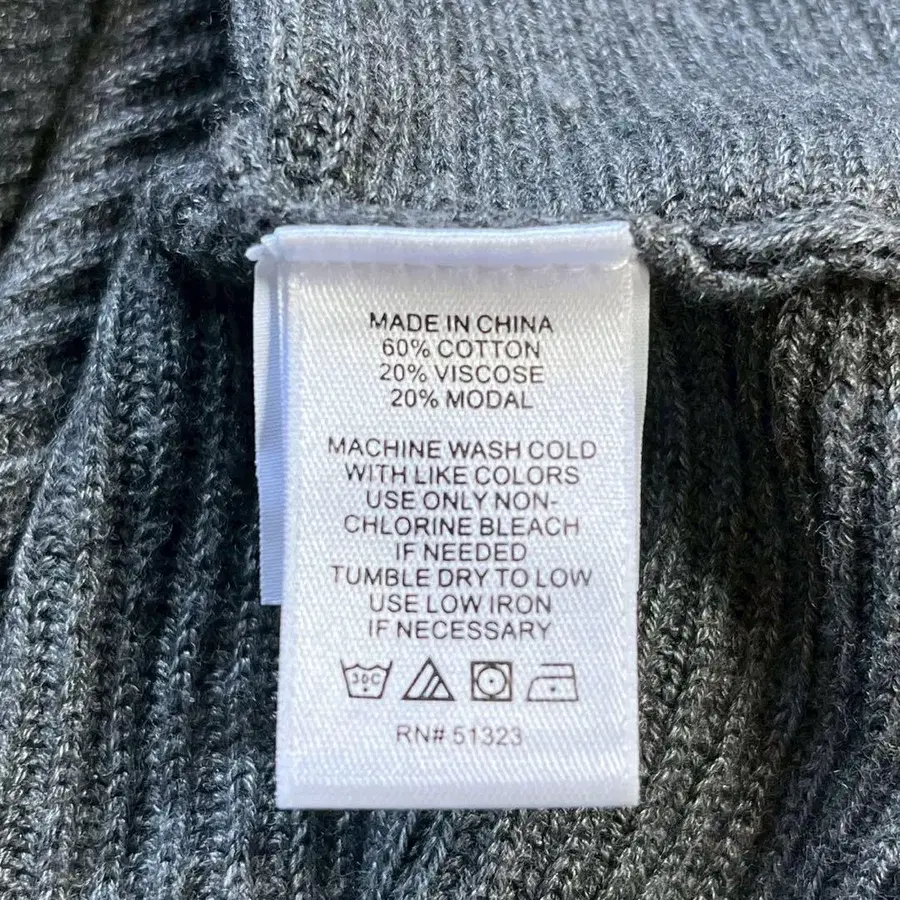 MADE IN CHINA
60% COTTON
20% VISCOSE
20% MODAL
MACHINE WASH COLD
WITH LIKE COLORS
USE ONLY NON-
CHLORINE BLEACH
IF NEEDED
TUMBLE DRY TO LOW
USE LOW IRON
IF NECESSARY
30C
RN# 51323